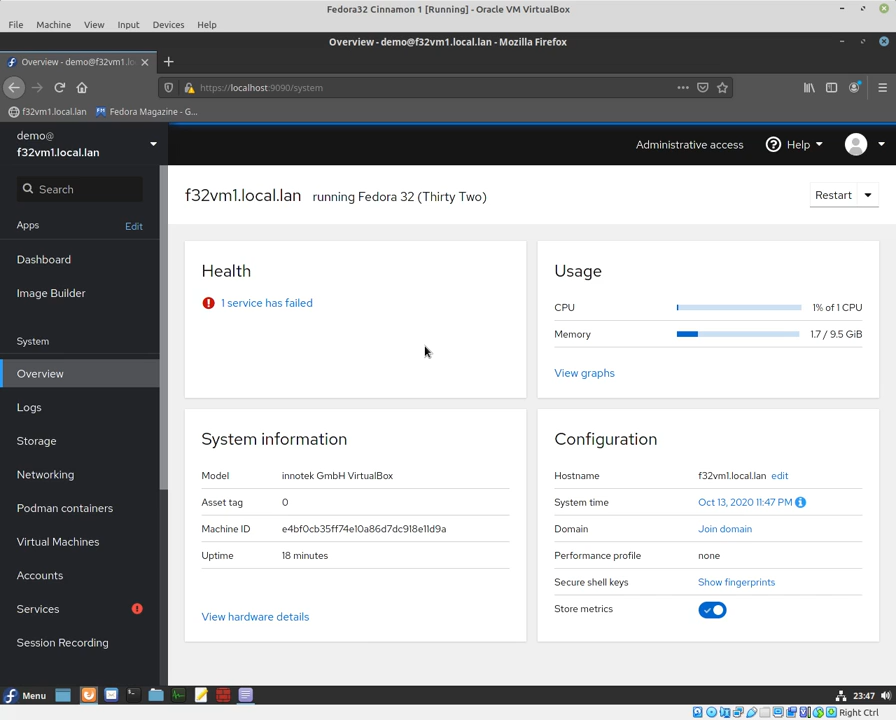 Fedora32 Cinnamon 1 [Running] - Oracle VM VirtualBox
File Machine View Input Devices Help
Overview - demo@f32vm1.local.lan - Mozilla Firefox
Overview - demo@f32vm1.lo
https://localhost:9090/system
f32vm1.local.lan Fedora Magazine - G...
demo@
f32vm1.local.lan
Administrative access Help
Search
f32vm1.local.lan running Fedora 32 (Thirty Two)
Restart
Apps Edit
Dashboard
Image Builder
System
Overview
Logs
Storage
Networking
Podman containers
Virtual Machines
Accounts
Services
Session Recording
Health
1 service has failed
Usage
CPU 1% of 1 CPU
Memory 1.7 / 9.5 GiB
View graphs
System information
Model innotek GmbH VirtualBox
Asset tag 0
Machine ID e4bf0cb35ff74e10a86d7dc918e11d9a
Uptime 18 minutes
View hardware details
Configuration
Hostname f32vm1.local.lan edit
System time Oct 13, 2020 11:47 PM
Domain Join domain
Performance profile none
Secure shell keys Show fingerprints
Store metrics
Menu 23:47
Right Ctrl